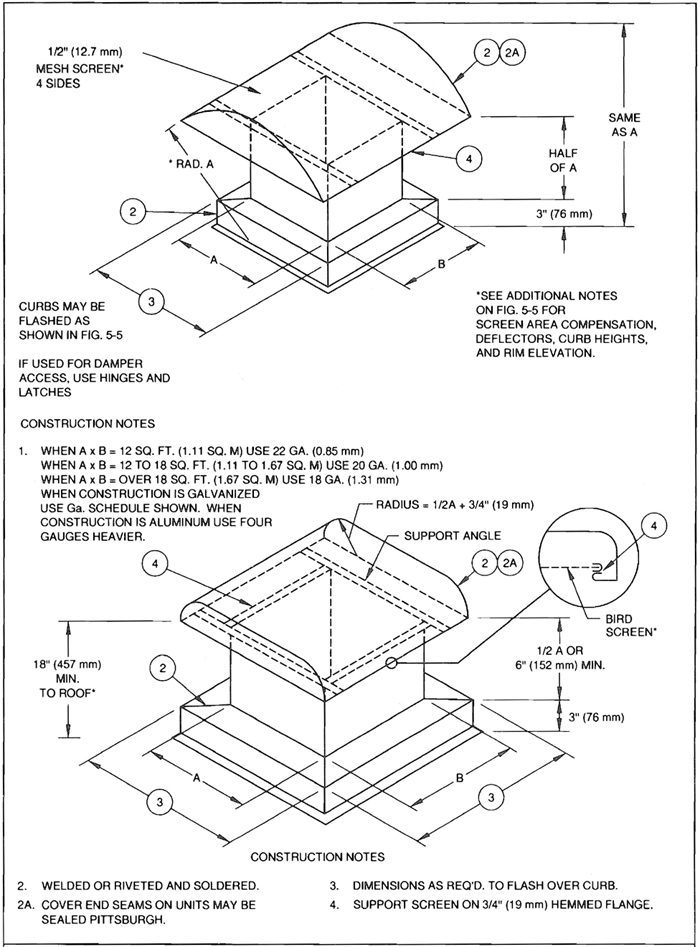 1/2" (12.7 mm)
MESH SCREEN*
4 SIDES
2
2A
SAME
AS A
* RAD. A
4
HALF
OF A
2
3" (76 mm)
A
B
3
CURBS MAY BE
FLASHED AS
SHOWN IN FIG. 5-5
*SEE ADDITIONAL NOTES
ON FIG. 5-5 FOR
SCREEN AREA COMPENSATION,
DEFLECTORS, CURB HEIGHTS,
AND RIM ELEVATION.
IF USED FOR DAMPER
ACCESS, USE HINGES AND
LATCHES
CONSTRUCTION NOTES
1. WHEN A x B = 12 SQ. FT. (1.11 SQ. M) USE 22 GA. (0.85 mm)
WHEN A x B = 12 TO 18 SQ. FT. (1.11 TO 1.67 SQ. M) USE 20 GA. (1.00 mm)
WHEN A x B = OVER 18 SQ. FT. (1.67 SQ. M) USE 18 GA. (1.31 mm)
WHEN CONSTRUCTION IS GALVANIZED
USE Ga. SCHEDULE SHOWN. WHEN
CONSTRUCTION IS ALUMINUM USE FOUR
GAUGES HEAVIER.
RADIUS = 1/2A + 3/4" (19 mm)
SUPPORT ANGLE
4
4
2
2A
BIRD
SCREEN*
18" (457 mm)
MIN.
TO ROOF*
2
1/2 A OR
6" (152 mm) MIN.
3" (76 mm)
A
B
3
3
CONSTRUCTION NOTES
2. WELDED OR RIVETED AND SOLDERED.
2A. COVER END SEAMS ON UNITS MAY BE
SEALED PITTSBURGH.
3. DIMENSIONS AS REQ'D. TO FLASH OVER CURB.
4. SUPPORT SCREEN ON 3/4" (19 mm) HEMMED FLANGE.